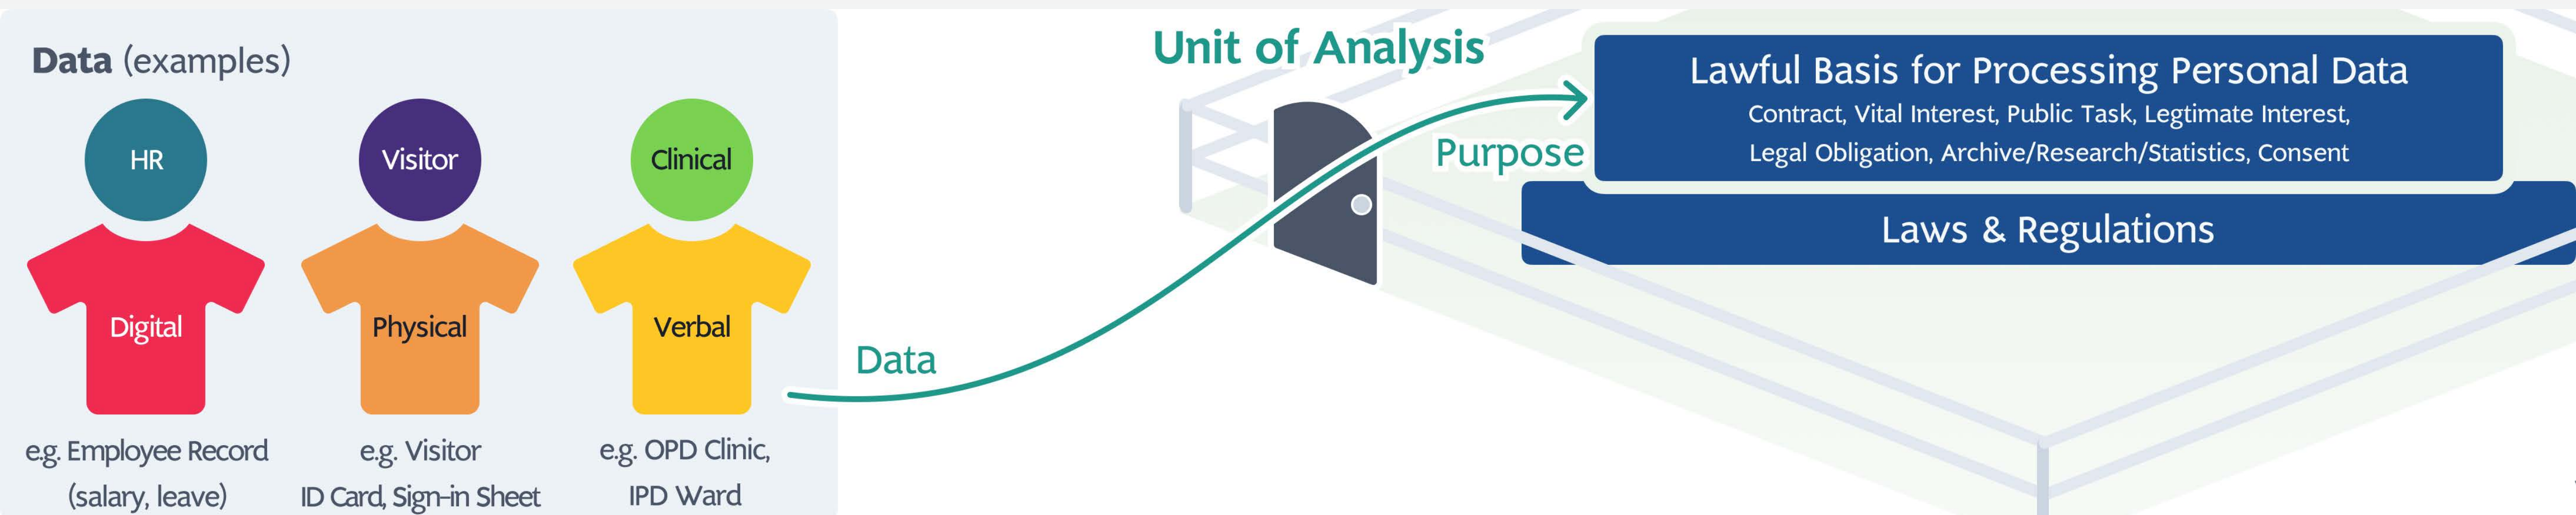 Data (examples)
HR
Visitor
Clinical
Digital
Physical
Verbal
e.g. Employee Record
(salary, leave)
e.g. Visitor
ID Card, Sign-in Sheet
e.g. OPD Clinic,
IPD Ward
Data
Unit of Analysis
Purpose
Lawful Basis for Processing Personal Data
Contract, Vital Interest, Public Task, Legtimate Interest,
Legal Obligation, Archive/Research/Statistics, Consent
Laws & Regulations